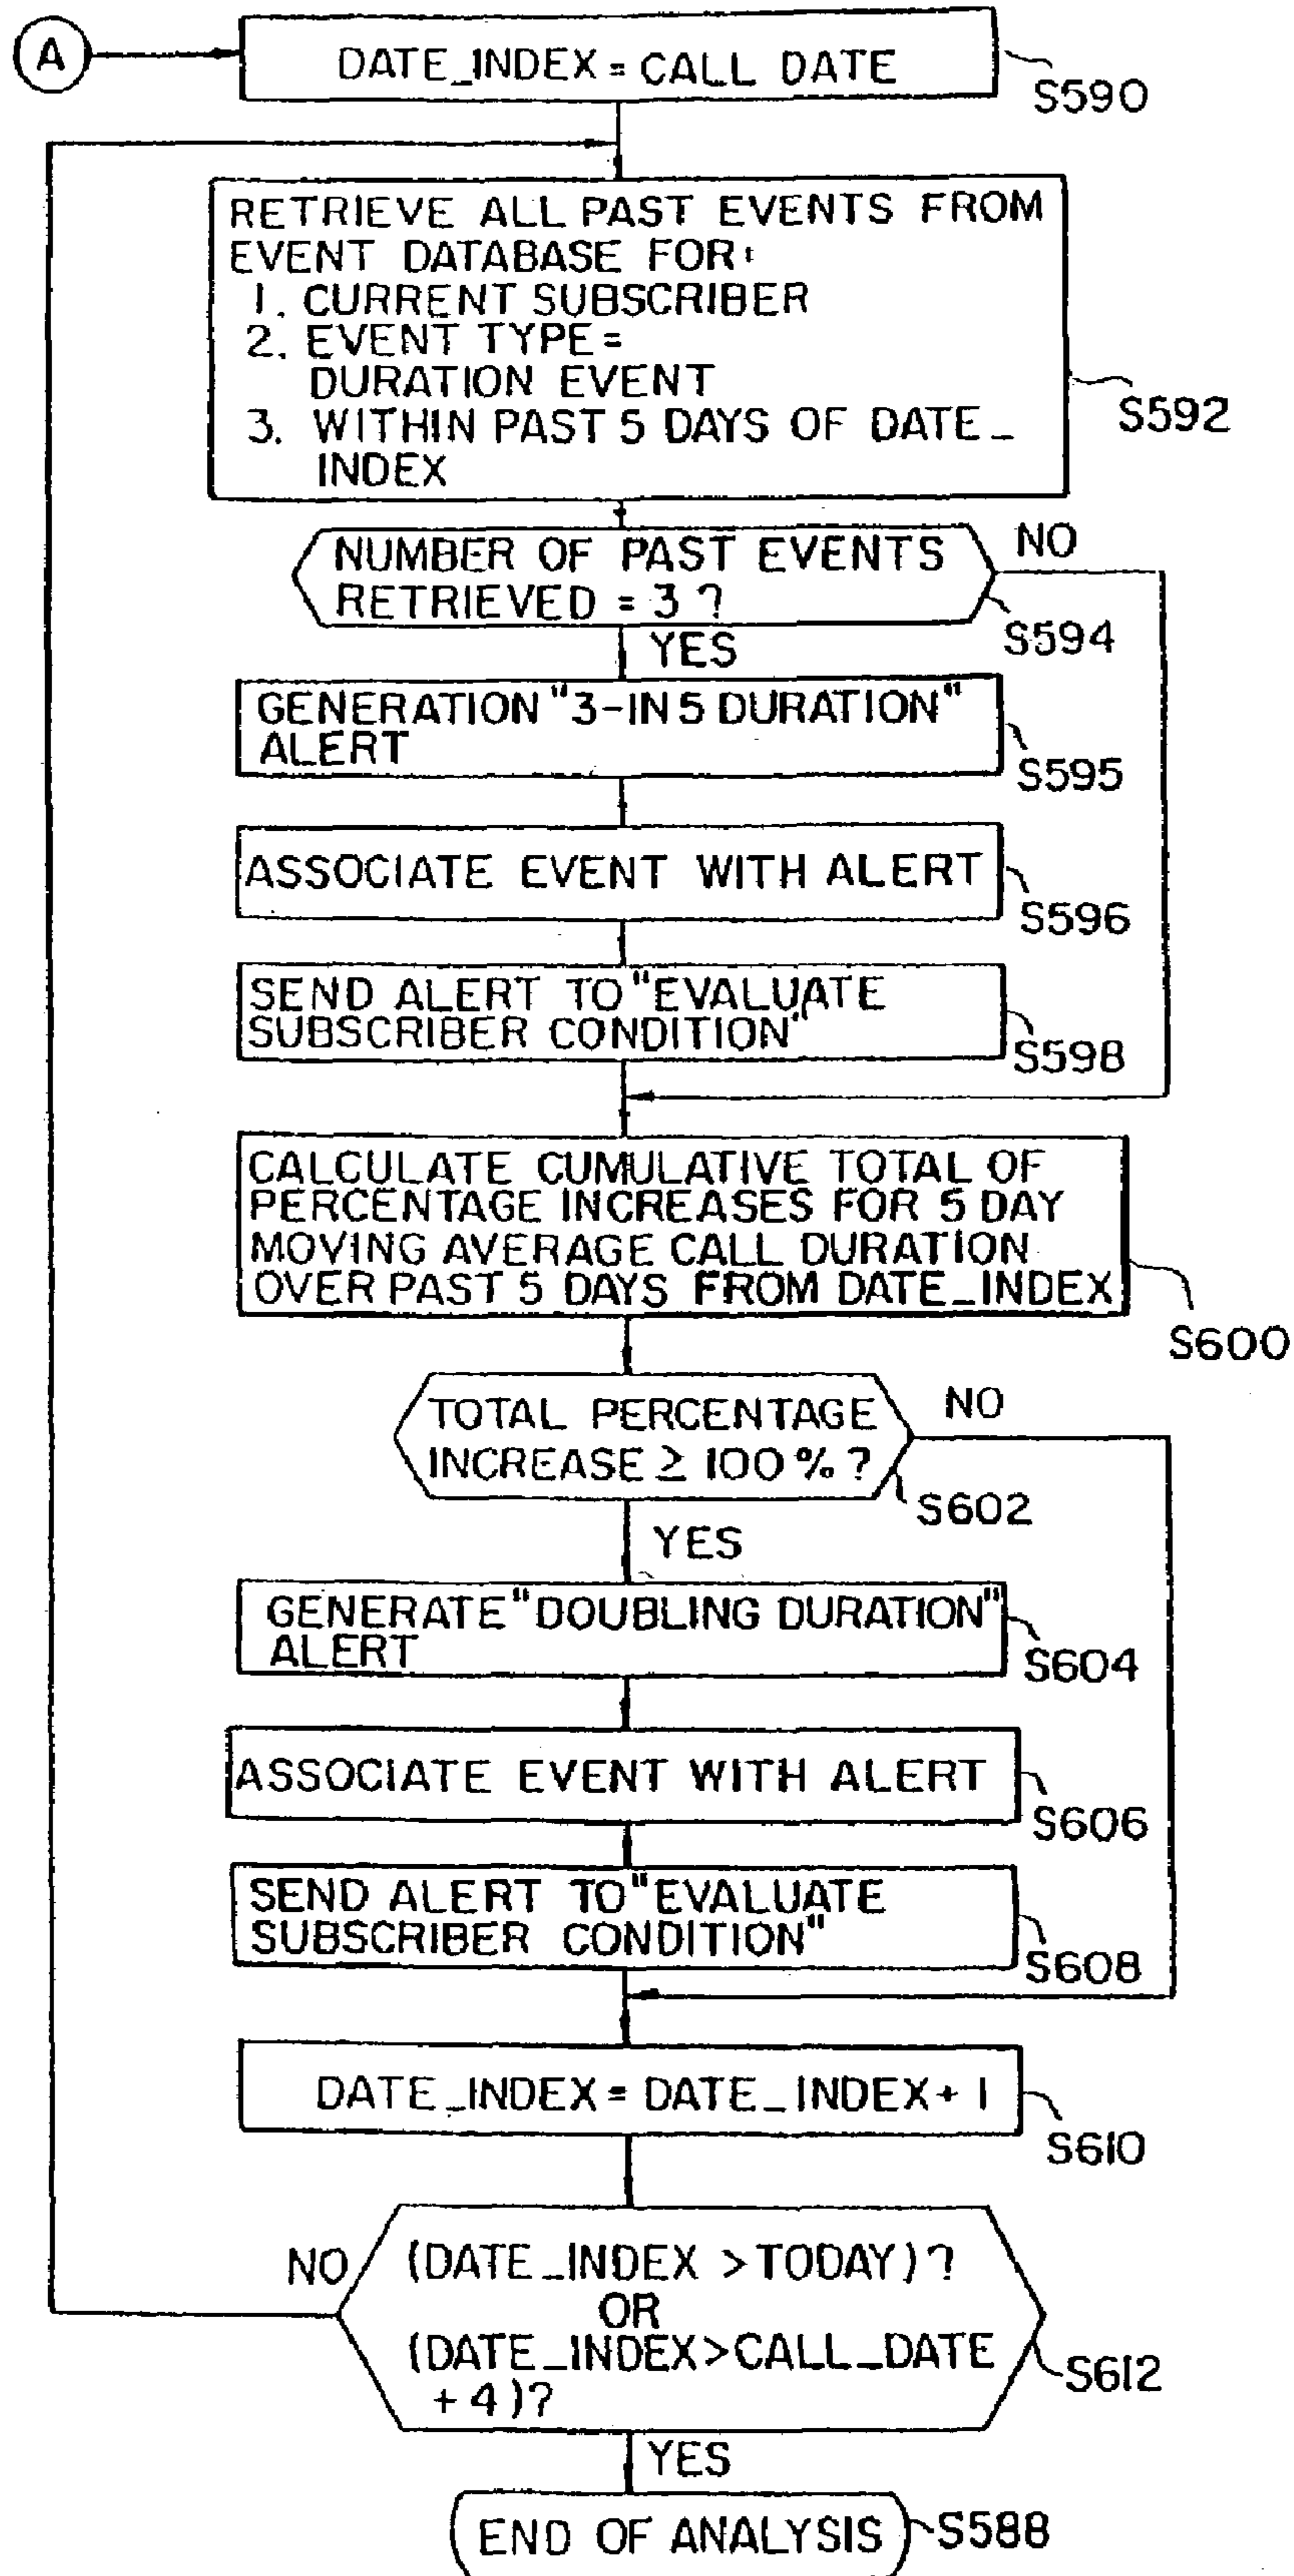 A
DATE_INDEX = CALL DATE
S590
RETRIEVE ALL PAST EVENTS FROM
EVENT DATABASE FOR:
1. CURRENT SUBSCRIBER
2. EVENT TYPE =
DURATION EVENT
3. WITHIN PAST 5 DAYS OF DATE_
INDEX
S592
NUMBER OF PAST EVENTS
RETRIEVED = 3 ?
NO
S594
YES
GENERATION "3-IN 5 DURATION"
ALERT
S595
ASSOCIATE EVENT WITH ALERT
S596
SEND ALERT TO "EVALUATE
SUBSCRIBER CONDITION"
S598
CALCULATE CUMULATIVE TOTAL OF
PERCENTAGE INCREASES FOR 5 DAY
MOVING AVERAGE CALL DURATION
OVER PAST 5 DAYS FROM DATE_INDEX
S600
TOTAL PERCENTAGE
INCREASE ≥ 100 % ?
NO
S602
YES
GENERATE "DOUBLING DURATION"
ALERT
S604
ASSOCIATE EVENT WITH ALERT
S606
SEND ALERT TO "EVALUATE
SUBSCRIBER CONDITION"
S608
DATE_INDEX = DATE_INDEX + 1
S610
NO
(DATE_INDEX > TODAY) ?
OR
(DATE_INDEX > CALL_DATE
+ 4 ) ?
S612
YES
END OF ANALYSIS
S588